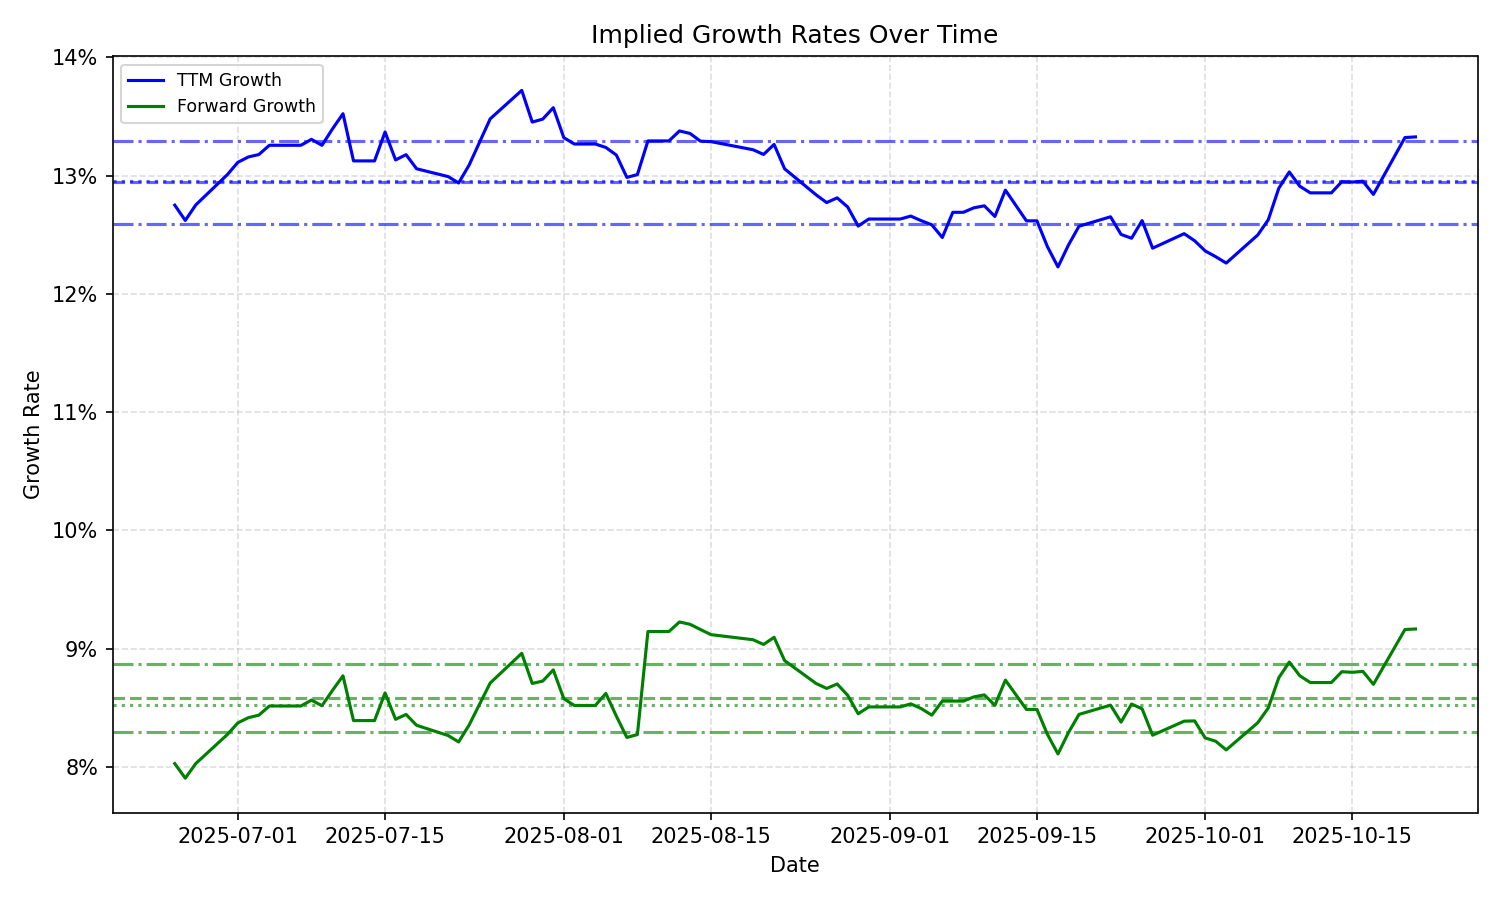 Implied Growth Rates Over Time
14%
TTM Growth
Forward Growth
13%
12%
11%
10%
9%
8%
Growth Rate
2025-07-01 2025-07-15 2025-08-01 2025-08-15 2025-09-01 2025-09-15 2025-10-01 2025-10-15
Date